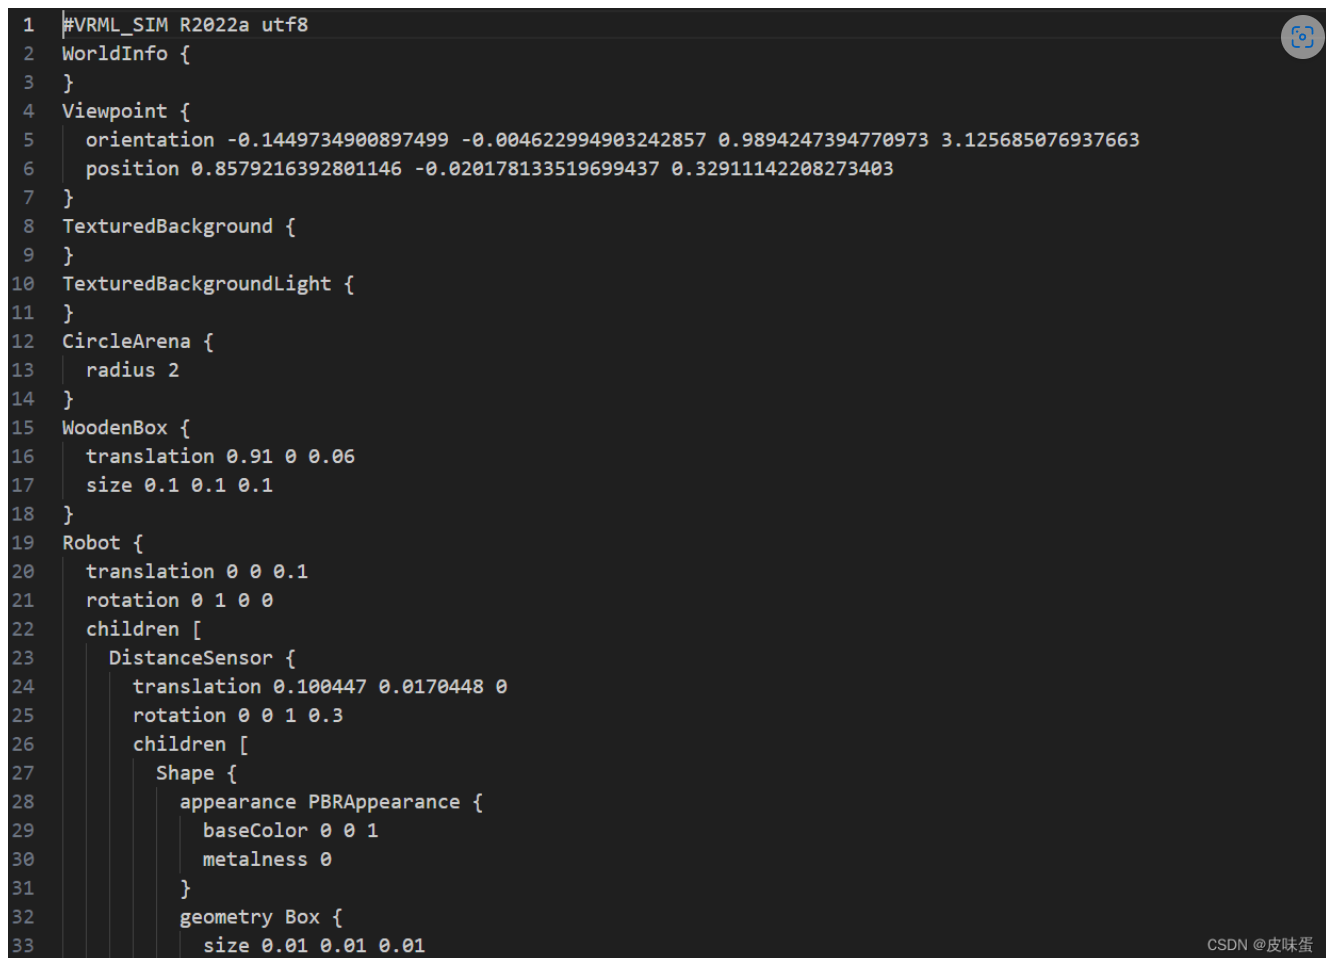 1 #VRML_SIM R2022a utf8
2 WorldInfo {
3 }
4 Viewpoint {
5 orientation -0.1449734900897499 -0.004622994903242857 0.9894247394770973 3.125685076937663
6 position 0.8579216392801146 -0.020178133519699437 0.32911142208273403
7 }
8 TexturedBackground {
9 }
10 TexturedBackgroundLight {
11 }
12 CircleArena {
13 radius 2
14 }
15 WoodenBox {
16 translation 0.91 0 0.06
17 size 0.1 0.1 0.1
18 }
19 Robot {
20 translation 0 0 0.1
21 rotation 0 1 0 0
22 children [
23 DistanceSensor {
24 translation 0.100447 0.0170448 0
25 rotation 0 0 1 0.3
26 children [
27 Shape {
28 appearance PBRAppearance {
29 baseColor 0 0 1
30 metalness 0
31 }
32 geometry Box {
33 size 0.01 0.01 0.01
CSDN @皮味蛋